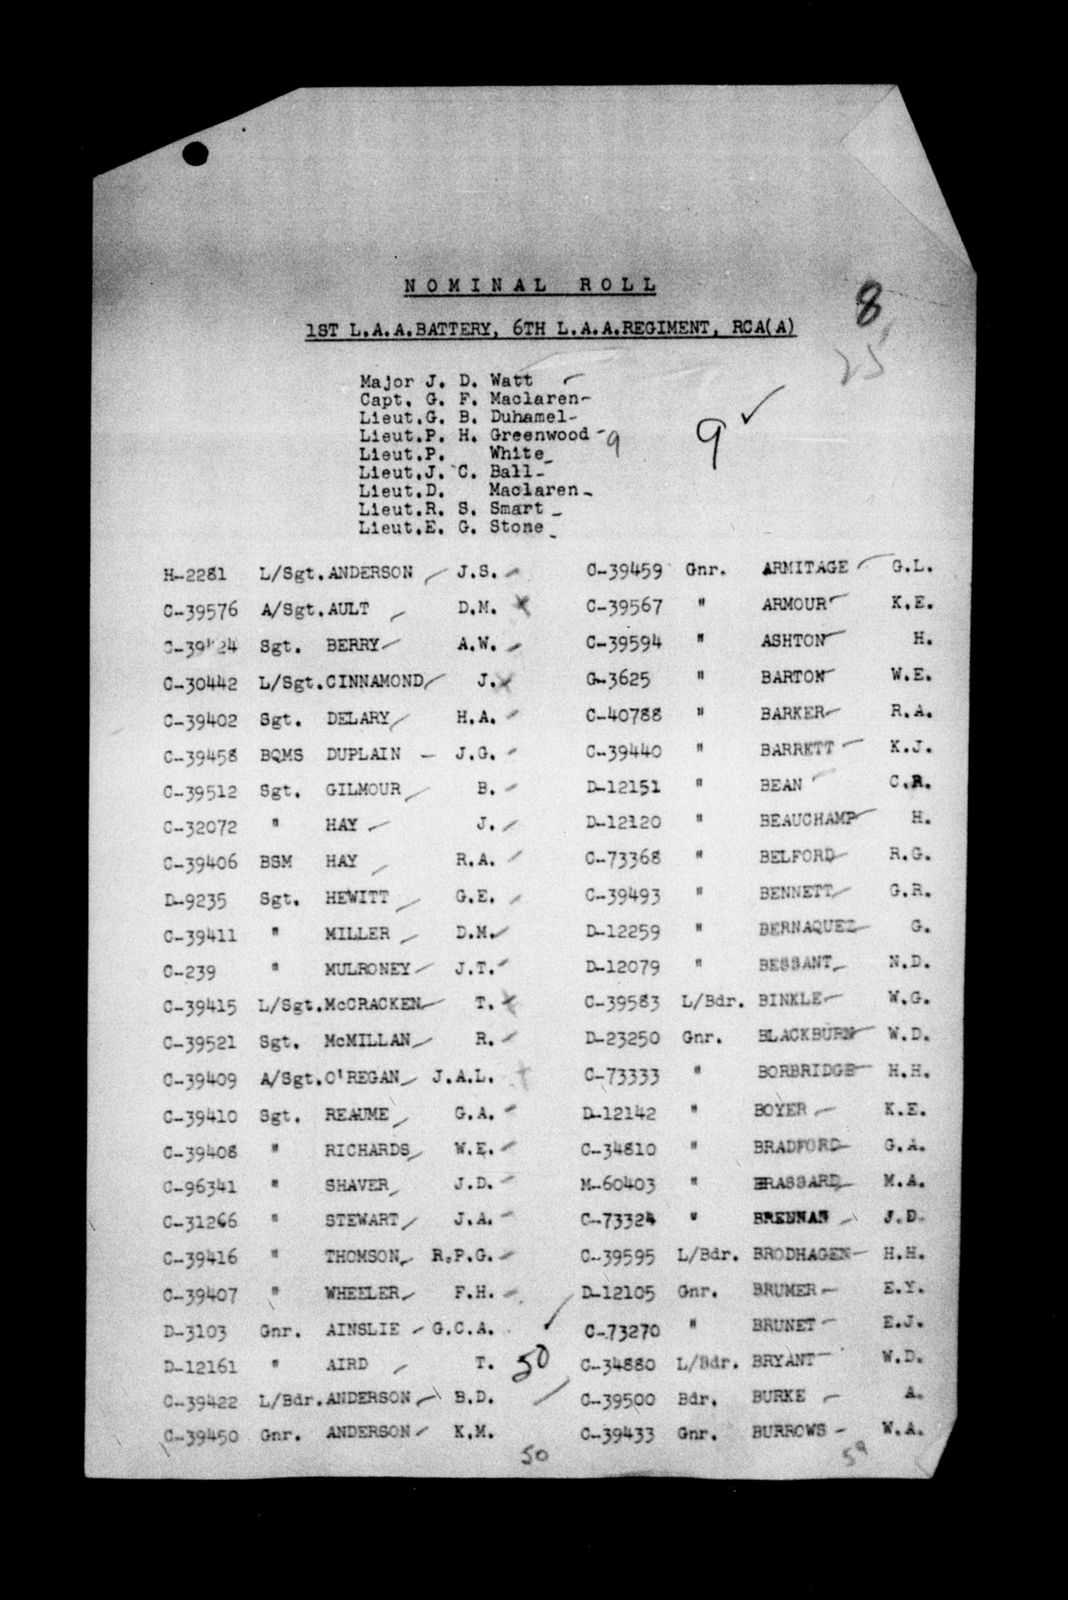 NOMINAL ROLL
8
1ST L.A.A.BATTERY, 6TH L.A.A.REGIMENT, RCA(A)
25
Major J. D. Watt
Capt. G. F. Maclaren
Lieut.G. B. Duhamel
Lieut.P. H. Greenwood 9
9
Lieut.P. White
Lieut.J. C. Ball
Lieut.D. Maclaren
Lieut.R. S. Smart
Lieut.E. G. Stone
H-2281 L/Sgt.ANDERSON J.S.
C-39576 A/Sgt.AULT D.M.
Sgt. BERRY A.W.
C-30442 L/Sgt.CINNAMOND J.
C-39402 Sgt. DELARY H.A.
C-39458 BQMS DUPLAIN J.G.
C-39512 Sgt. GILMOUR B.
C-32072 " HAY J.
C-39406 BSM HAY R.A.
D-9235 Sgt. HEWITT G.E.
C-39411 " MILLER D.M.
C-239 " MULRONEY J.T.
C-39415 L/Sgt.McCRACKEN T.
C-39521 Sgt. McMILLAN R.
C-39409 A/Sgt.O'REGAN J.A.L.
C-39410 Sgt. REAUME G.A.
C-39408 " RICHARDS W.E.
C-96341 " SHAVER J.D.
C-31266 " STEWART J.A.
C-39416 " THOMSON R.P.G.
C-39407 " WHEELER F.H.
D-3103 Gnr. AINSLIE G.C.A.
D-12161 " AIRD T.
50
C-39422 L/Bdr.ANDERSON B.D.
C-39450 Gnr. ANDERSON K.M.
50
C-39459 Gnr. ARMITAGE G.L.
C-39567 " ARMOUR K.E.
C-39594 " ASHTON H.
G-3625 " BARTON W.E.
C-40788 " BARKER R.A.
C-39440 " BARRETT K.J.
D-12151 " BEAN C.R.
D-12120 " BEAUCHAMP H.
C-73368 " BELFORD R.G.
C-39493 " BENNETT G.R.
D-12259 " BERNAQUEZ G.
D-12079 " BESSANT N.D.
C-39583 L/Bdr. BINKLE W.G.
D-23250 Gnr. BLACKBURN W.D.
C-73333 " BORBRIDGE H.H.
D-12142 " BOYER K.E.
C-34810 " BRADFORD G.A.
M-60403 " BRASSARD M.A.
C-73324 " BRENNAN J.D.
C-39595 L/Bdr. BRODHAGEN H.H.
D-12105 Gnr. BRUMER E.Y.
C-73270 " BRUNET E.J.
C-34880 L/Bdr. BRYANT W.D.
C-39500 Bdr. BURKE A.
C-39433 Gnr. BURROWS W.A.